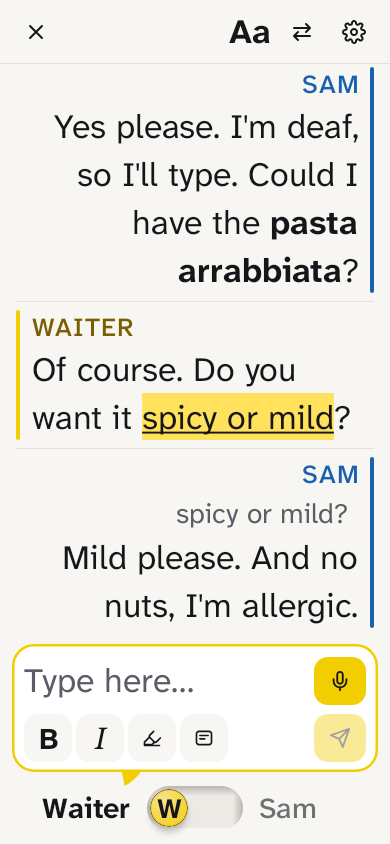 Aa
SAM
Yes please. I'm deaf,
so I'll type. Could I
have the pasta
arrabbiata?
WAITER
Of course. Do you
want it spicy or mild?
SAM
spicy or mild?
Mild please. And no
nuts, I'm allergic.
Type here...
B I
Waiter W Sam